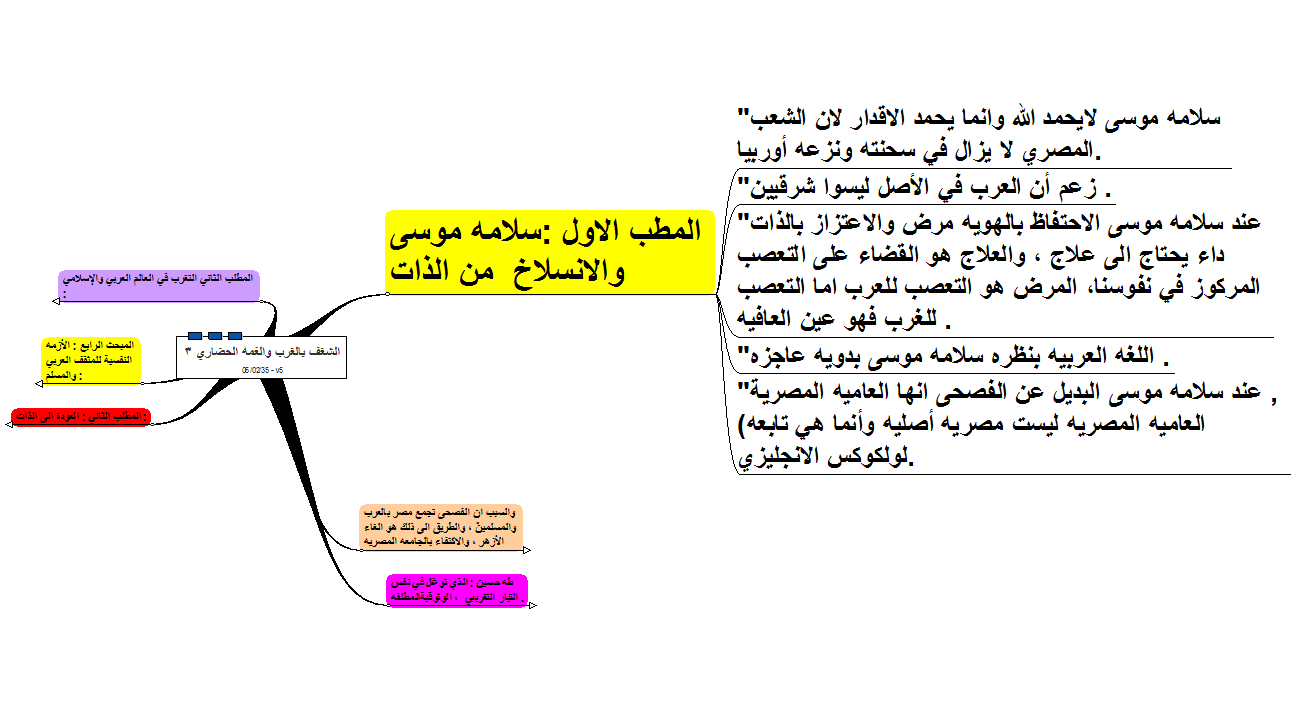 "سلامه موسى لايحمد الله وانما يحمد الاقدار لان الشعب
المصري لا يزال في سحنته ونزعه أوربيا.
"زعم أن العرب في الأصل ليسوا شرقيين .
"عند سلامه موسى الاحتفاظ بالهويه مرض والاعتزاز بالذات
داء يحتاج الى علاج ، والعلاج هو القضاء على التعصب
المركوز في نفوسنا، المرض هو التعصب للعرب اما التعصب
للغرب فهو عين العافيه .
"اللغه العربيه بنظره سلامه موسى بدويه عاجزه .
"عند سلامه موسى البديل عن الفصحى انها العاميه المصرية ,
(العاميه المصريه ليست مصريه أصليه وأنما هي تابعه
لولكوكس الانجليزي.
المطب الاول :سلامه موسى
والانسلاخ من الذات
المطلب الثاني التغرب في العالم العربي والإسلامي
:
المبحث الرابع : الأزمه
النفسية للمثقف العربي
والمسلم :
المطلب الثاني : العودة الى الذات :
الشغف بالغرب والغمه الحضاري ٣
06/02/35 - v5
والسبب ان الفصحى تجمع مصر بالعرب
والمسلمين ، والطريق الى ذلك هو الغاء
الأزهر ، والاكتفاء بالجامعه المصريه
طه حسين : الذي توغل في نفس
التيار التغريبي ، الوثوقيةالمطلقه .